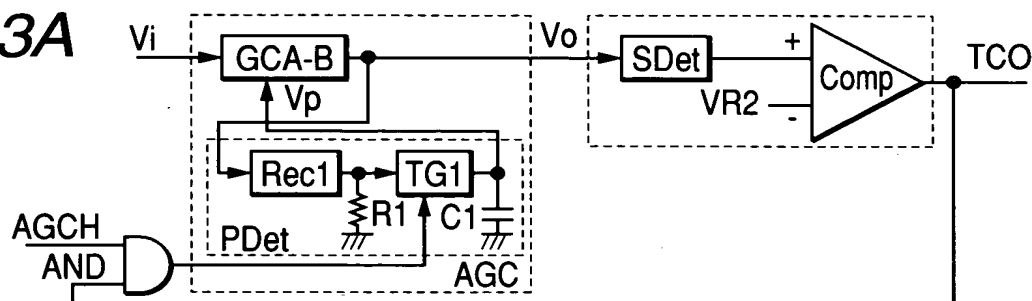 3A
Vi
GCA-B
Vo
SDet
+
Comp
TCO
Vp
VR2
-
Rec1
TG1
R1
C1
PDet
AGCH
AND
AGC